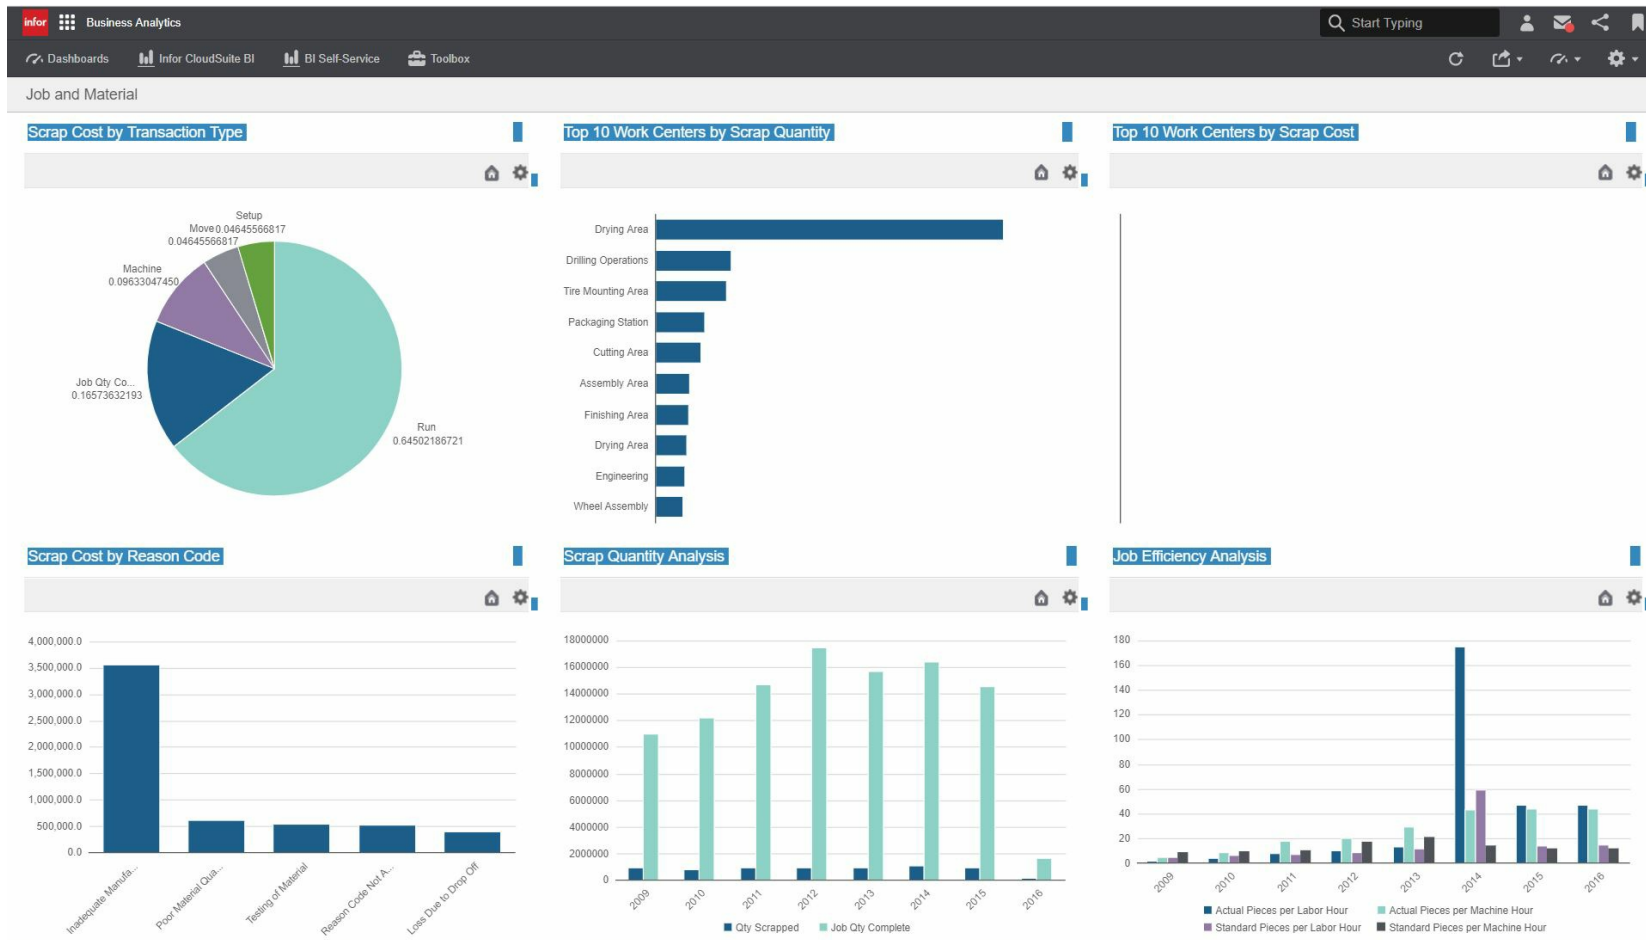 infor Business Analytics Start Typing
Dashboards Infor CloudSuite BI BI Self-Service Toolbox
Job and Material
Scrap Cost by Transaction Type
Setup
0.04645566817
Move
0.04645566817
Machine
0.09633047450
Job Qty Co...
0.16573632193
Run
0.64502186721
Top 10 Work Centers by Scrap Quantity
Drying Area
Drilling Operations
Tire Mounting Area
Packaging Station
Cutting Area
Assembly Area
Finishing Area
Drying Area
Engineering
Wheel Assembly
Top 10 Work Centers by Scrap Cost
Scrap Cost by Reason Code
4,000,000.0
3,500,000.0
3,000,000.0
2,500,000.0
2,000,000.0
1,500,000.0
1,000,000.0
500,000.0
0.0
Inadequate Manufa...
Poor Material Qua...
Testing of Material
Reason Code Not A...
Loss Due to Drop Off
Scrap Quantity Analysis
18000000
16000000
14000000
12000000
10000000
8000000
6000000
4000000
2000000
0
2009 2010 2011 2012 2013 2014 2015 2016
Qty Scrapped Job Qty Complete
Job Efficiency Analysis
180
160
140
120
100
80
60
40
20
0
2009 2010 2011 2012 2013 2014 2015 2016
Actual Pieces per Labor Hour Actual Pieces per Machine Hour
Standard Pieces per Labor Hour Standard Pieces per Machine Hour